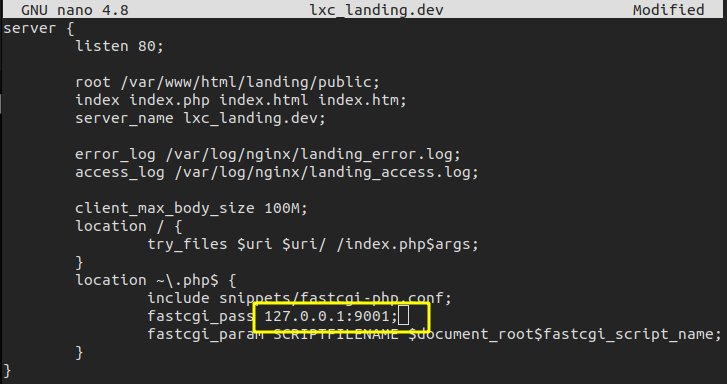 GNU nano 4.8 lxc_landing.dev Modified
server {
listen 80;
root /var/www/html/landing/public;
index index.php index.html index.htm;
server_name lxc_landing.dev;
error_log /var/log/nginx/landing_error.log;
access_log /var/log/nginx/landing_access.log;
client_max_body_size 100M;
location / {
try_files $uri $uri/ /index.php$args;
}
location ~\.php$ {
include snippets/fastcgi-php.conf;
fastcgi_pass 127.0.0.1:9001;
fastcgi_param SCRIPTFILENAME $document_root$fastcgi_script_name;
}
}